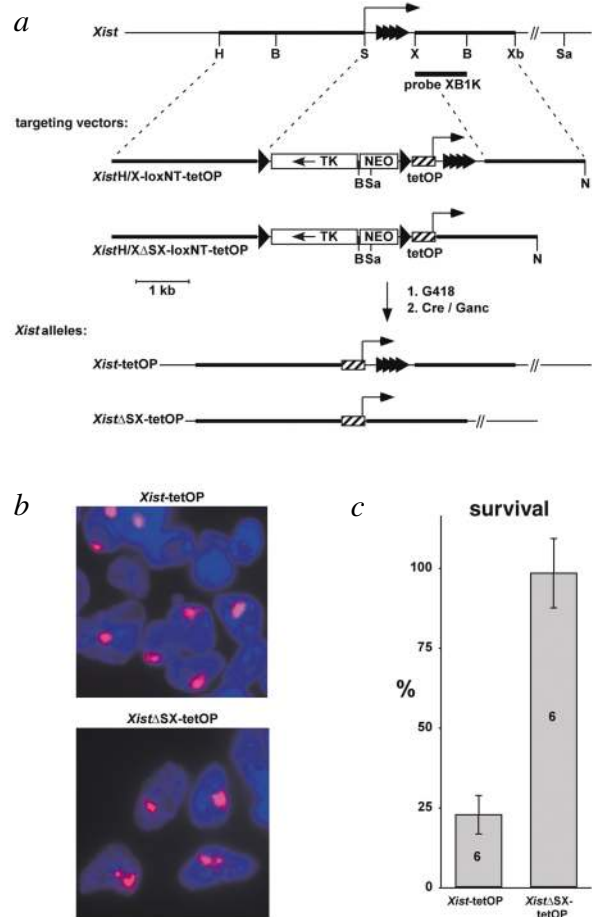 a
Xist
H B S X B Xb Sa
probe XB1K
targeting vectors:
TK NEO
XistH/X-loxNT-tetOP
BSa
tetOP
N
TK NEO
XistH/XΔSX-loxNT-tetOP
BSa
tetOP
N
1 kb
1. G418
2. Cre / Ganc
Xist alleles:
Xist-tetOP
XistΔSX-tetOP
b
Xist-tetOP
XistΔSX-tetOP
c
survival
100
75
%
50
25
0
6
6
Xist-tetOP
XistΔSX-
tetOP